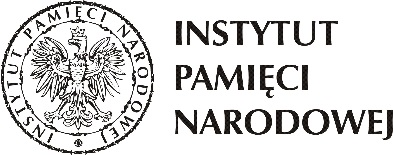 INSTYTUT PAMIĘCI NARODOWEJ
INSTYTUT
PAMIĘCI
NARODOWEJ